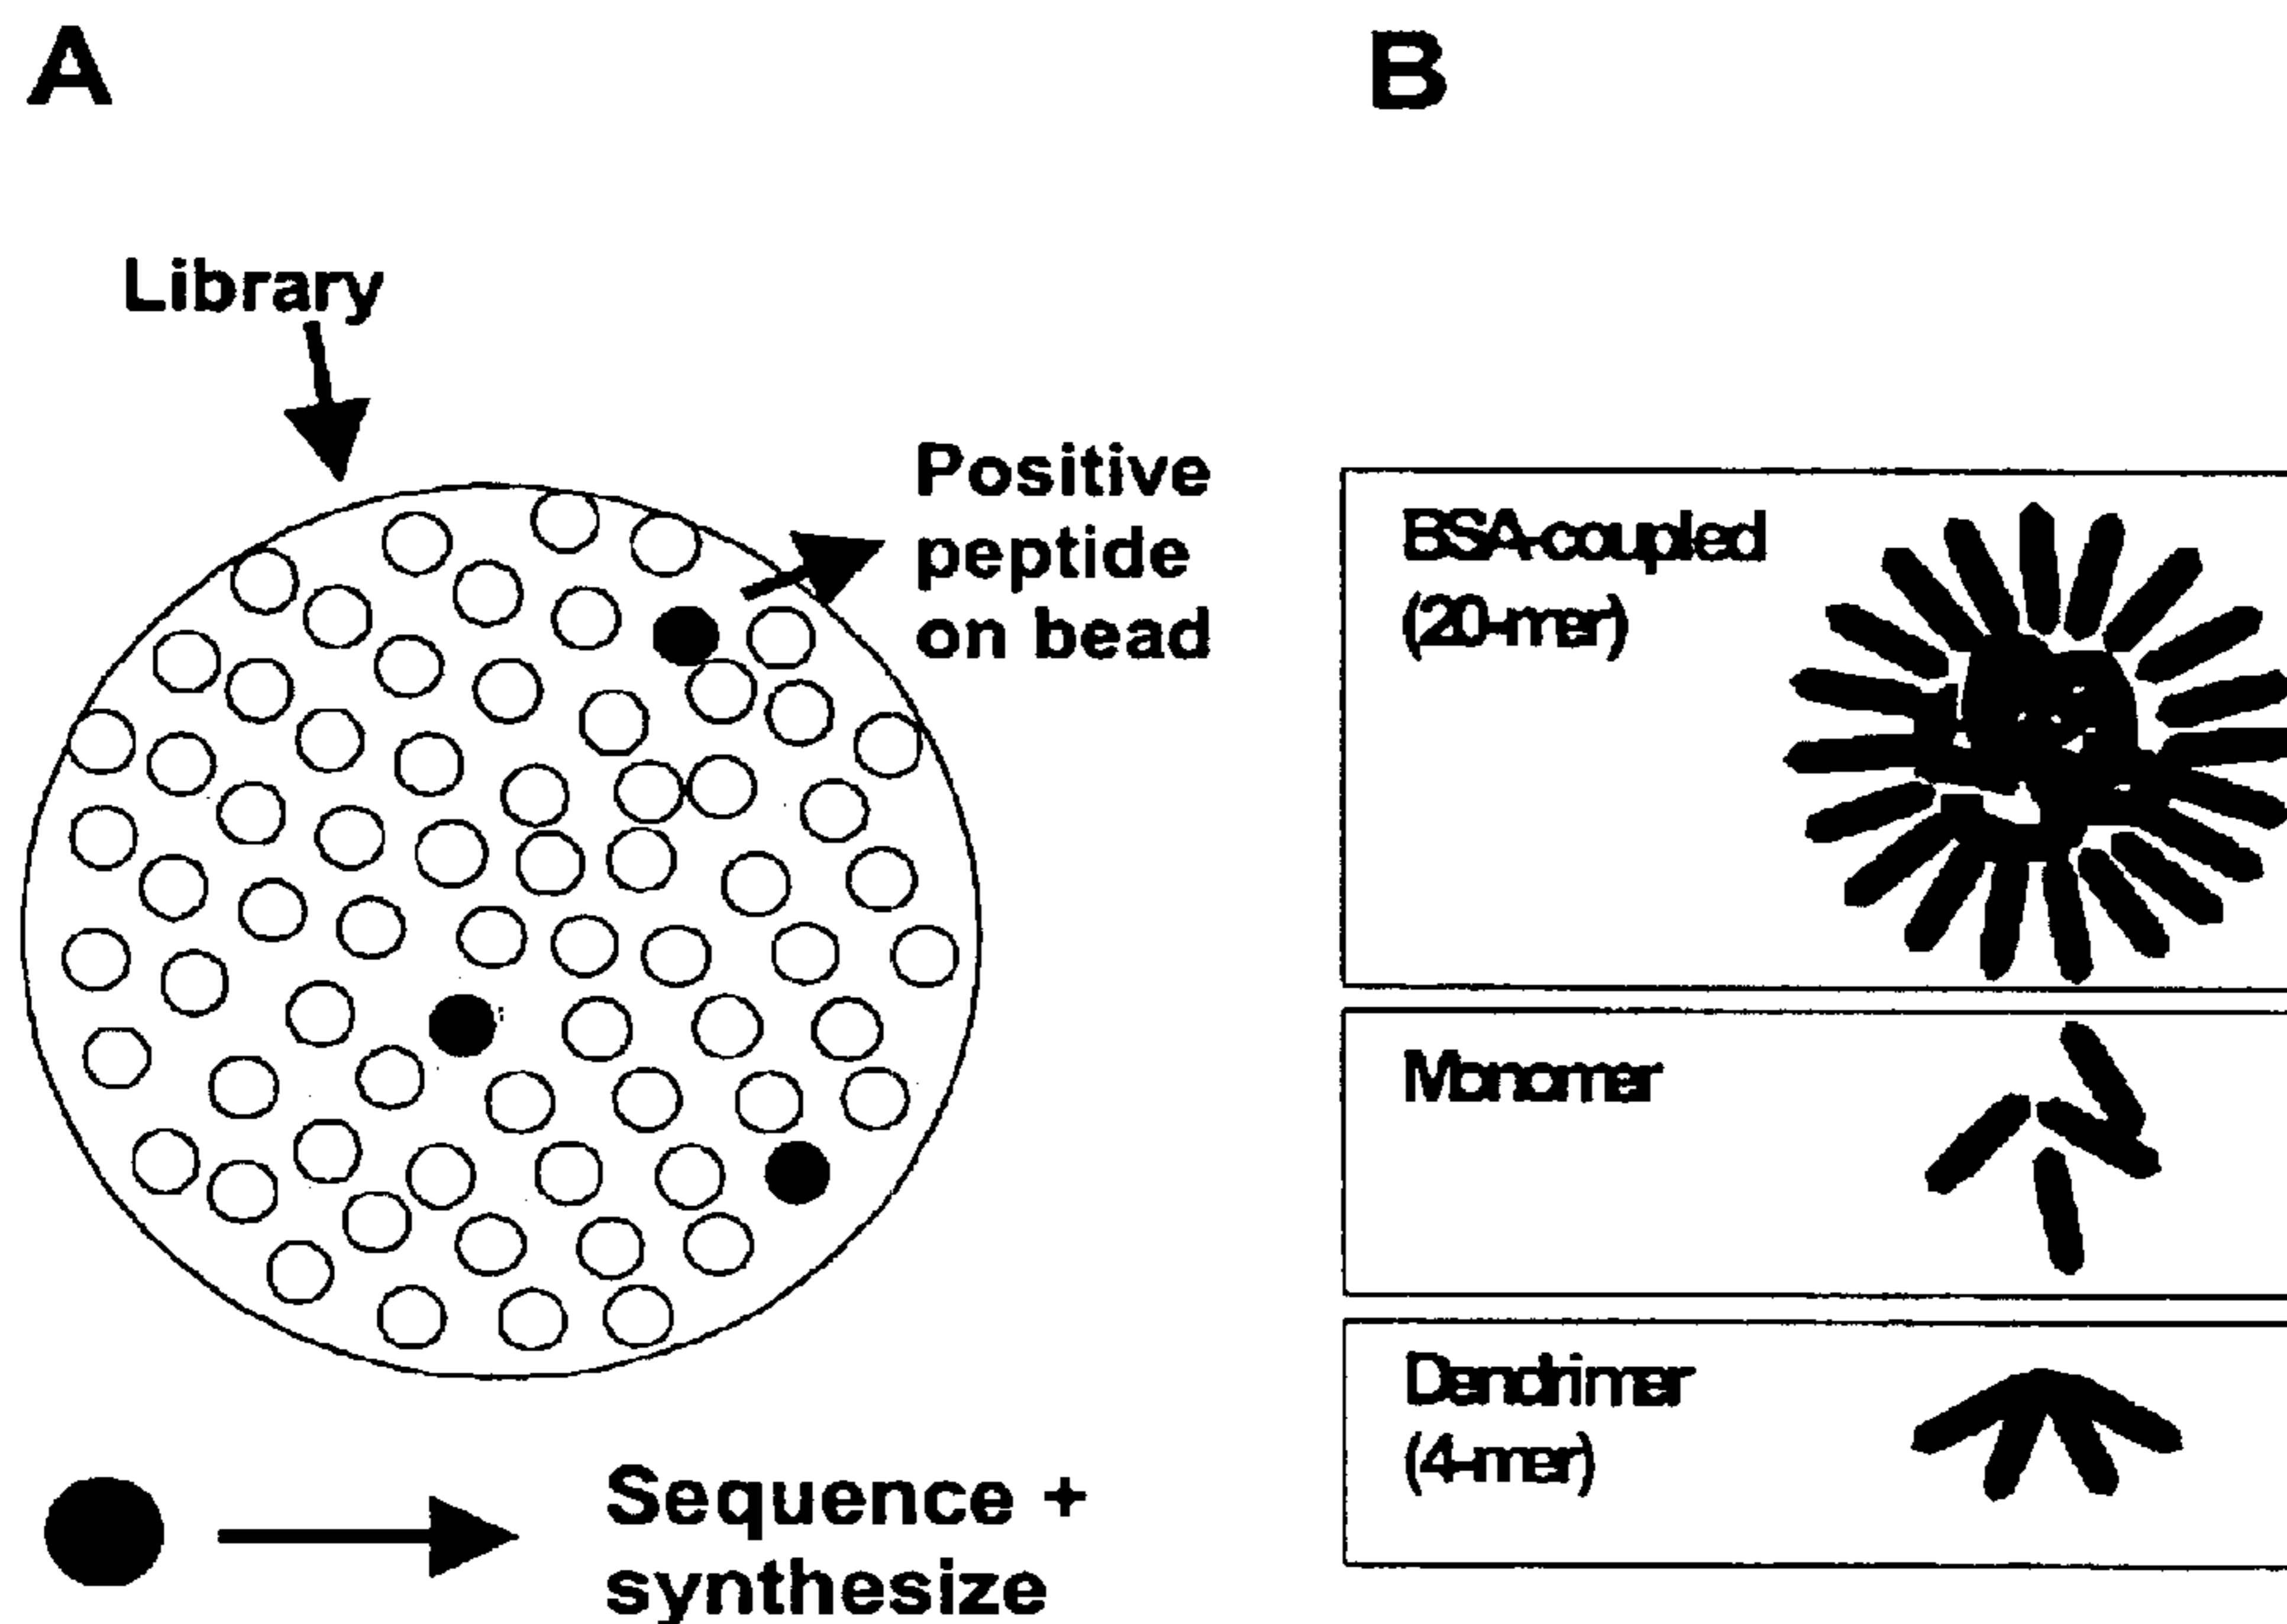 A
B
Library
Positive
peptide
on bead
Sequence +
synthesize
BSA-coupled
(20-mer)
Monomer
Dendrimer
(4-mer)